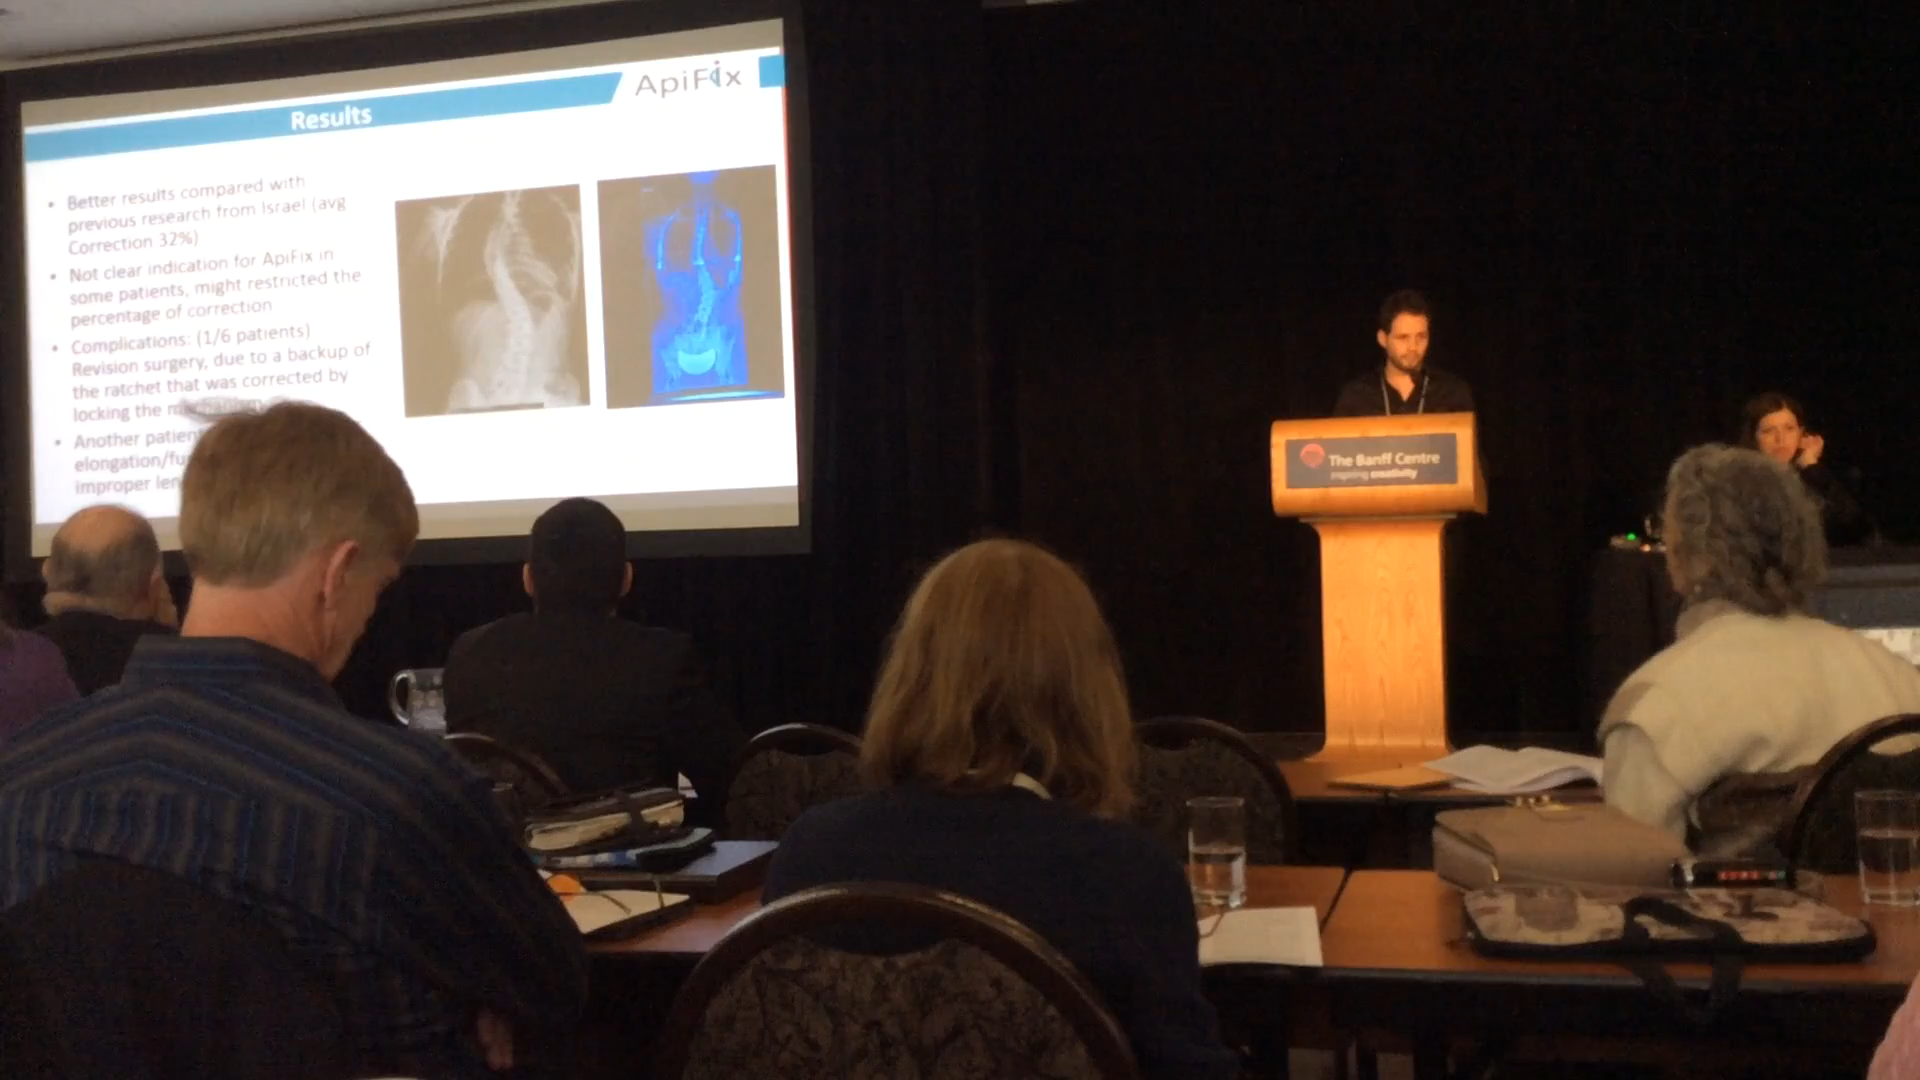 ApiFix
Results
• Better results compared with
previous research from Israel (avg
Correction 32%)
• Not clear indication for ApiFix in
some patients, might restricted the
percentage of correction
• Complications: (1/6 patients)
Revision surgery, due to a backup of
the ratchet that was corrected by
locking the
• Another
improper
The Banff Centre
inspiring creativity